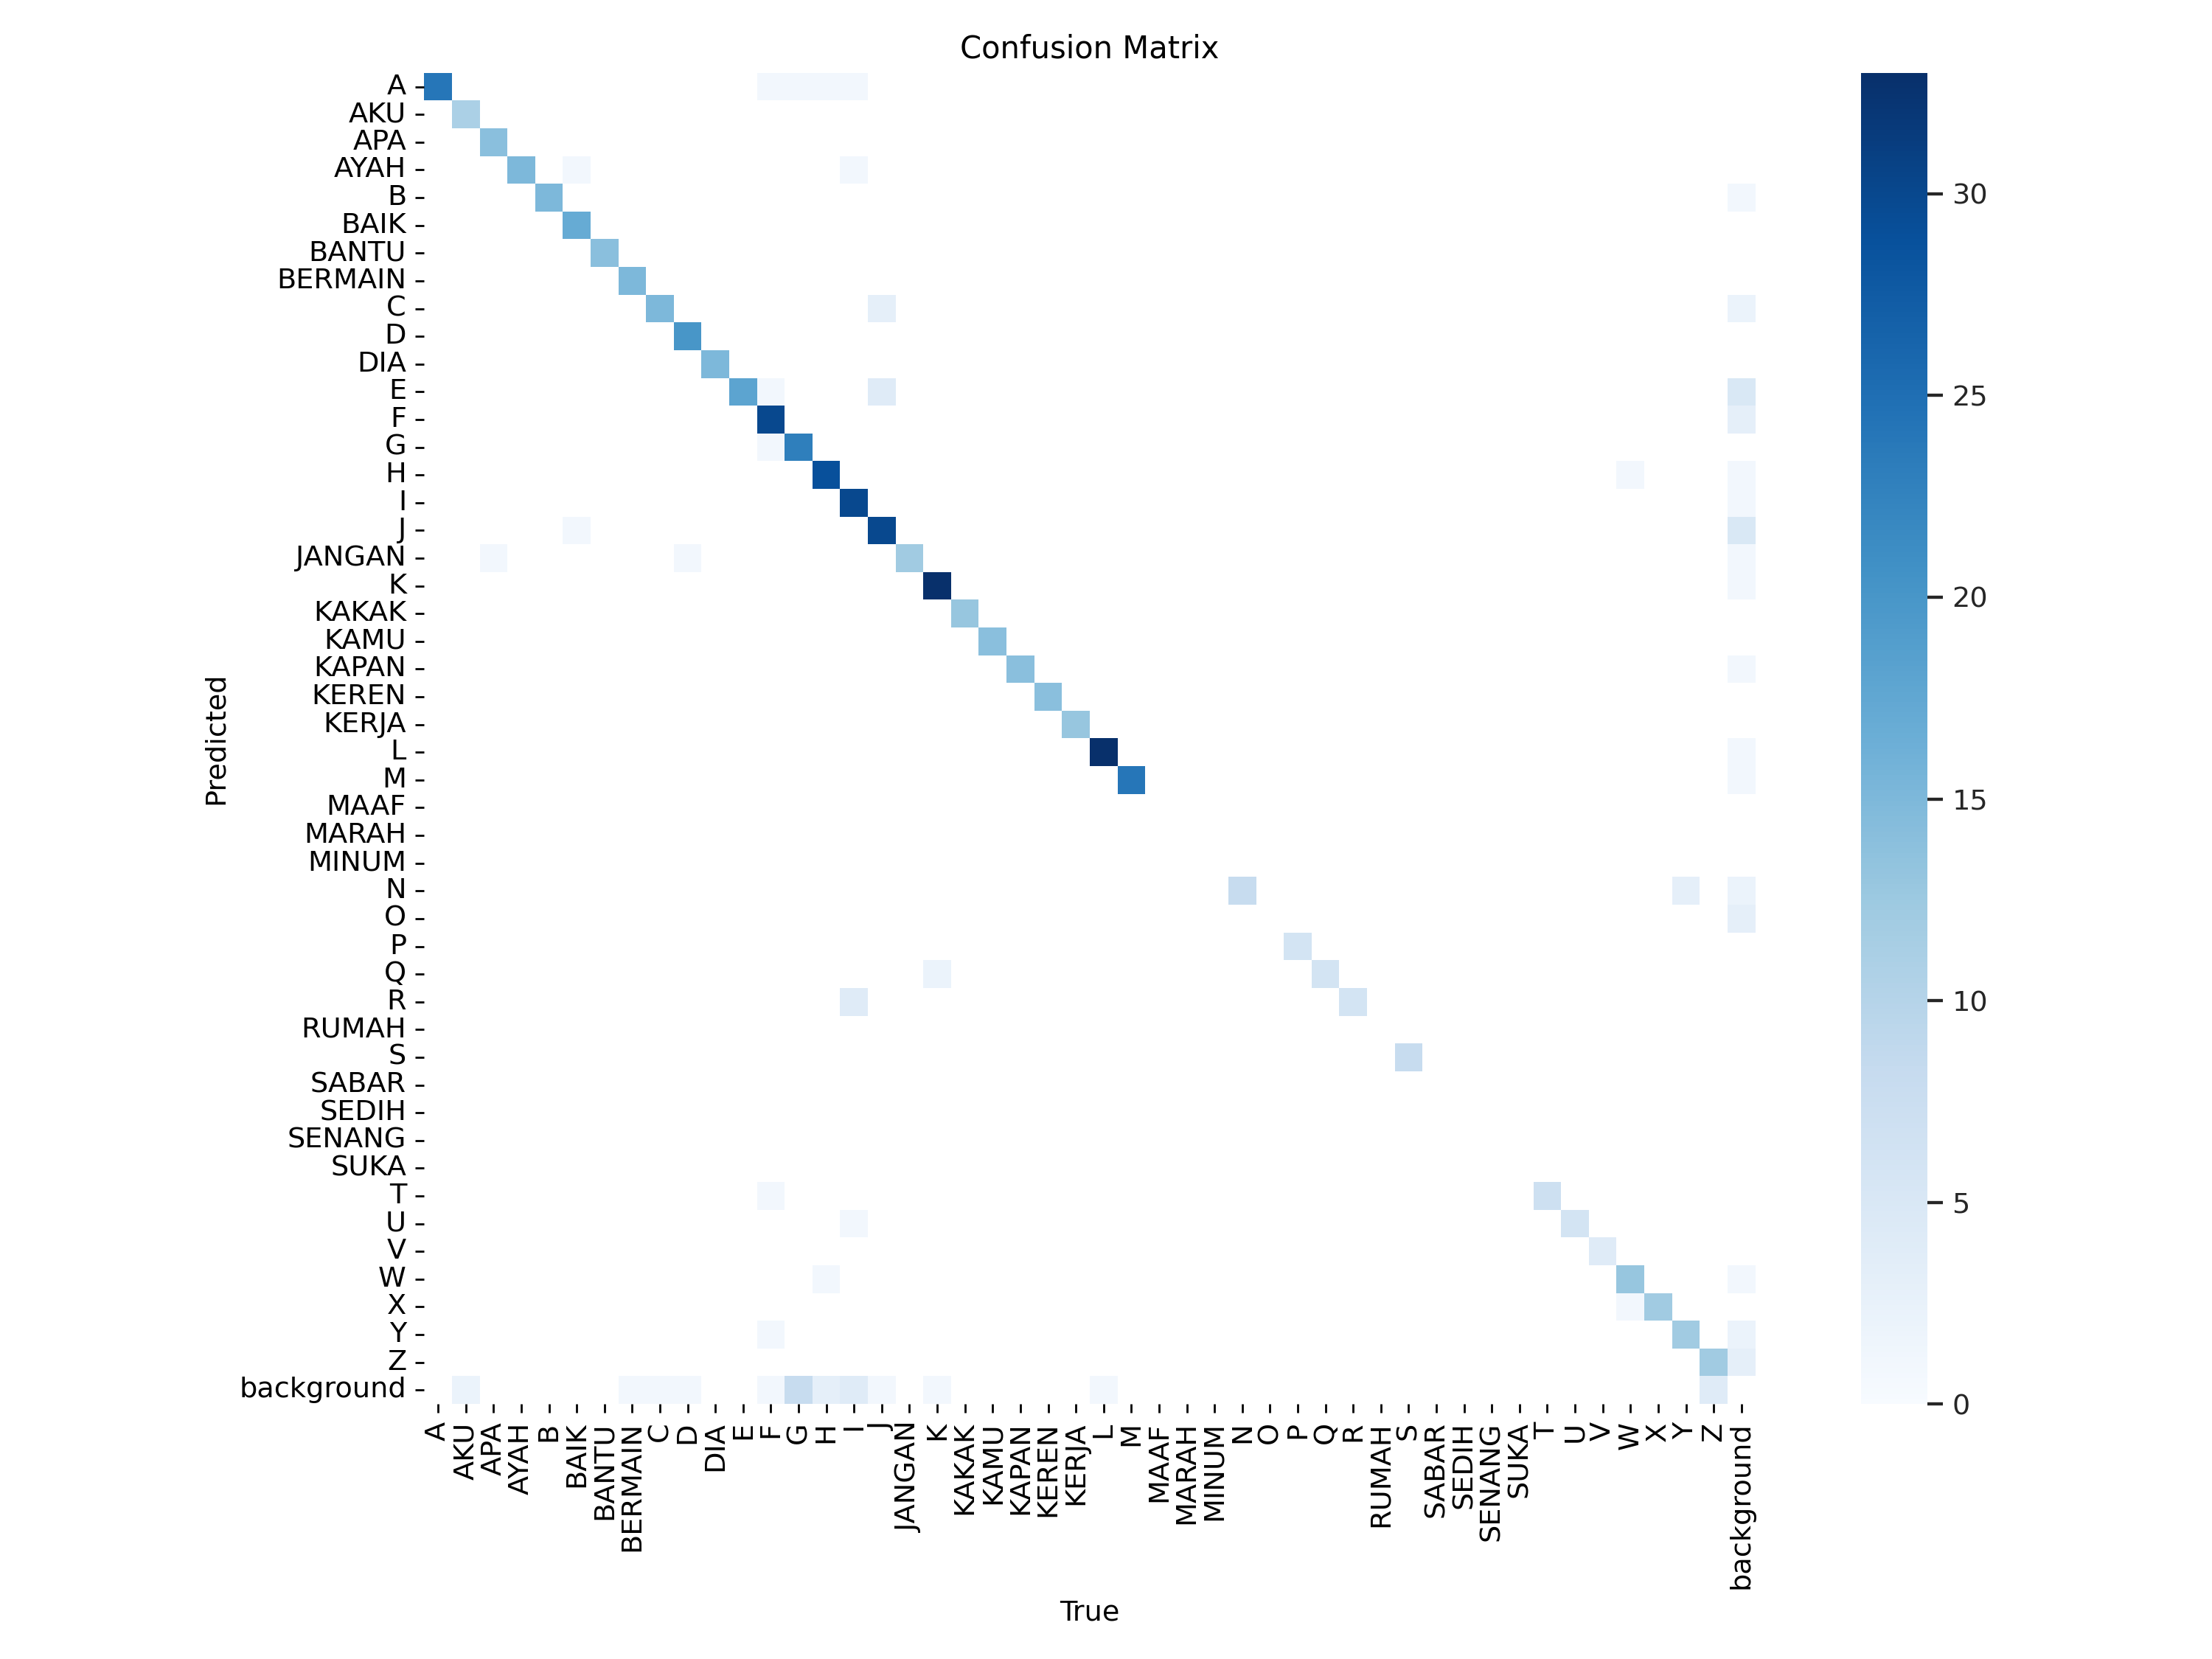 Confusion Matrix
A
AKU
APA
AYAH
B
BAIK
BANTU
BERMAIN
C
D
DIA
E
F
G
H
I
J
JANGAN
K
KAKAK
KAMU
KAPAN
KEREN
KERJA
L
M
MAAF
MARAH
MINUM
N
O
P
Q
R
RUMAH
S
SABAR
SEDIH
SENANG
SUKA
T
U
V
W
X
Y
Z
background
Predicted
A
AKU
APA
AYAH
B
BAIK
BANTU
BERMAIN
C
D
DIA
E
F
G
H
I
J
JANGAN
K
KAKAK
KAMU
KAPAN
KEREN
KERJA
L
M
MAAF
MARAH
MINUM
N
O
P
Q
R
RUMAH
S
SABAR
SEDIH
SENANG
SUKA
T
U
V
W
X
Y
Z
background
True
30
25
20
15
10
5
0